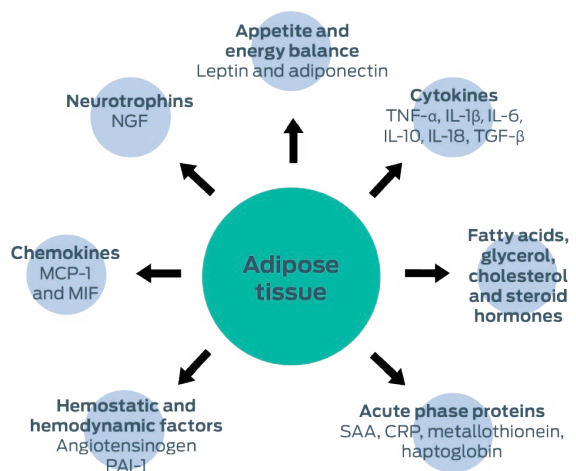 Appetite and
energy balance
Leptin and adiponectin
Neurotrophins
NGF
Cytokines
TNF-α, IL-1β, IL-6,
IL-10, IL-18, TGF-β
Chemokines
MCP-1
and MIF
Adipose
tissue
Fatty acids,
glycerol,
cholesterol
and steroid
hormones
Hemostatic and
hemodynamic factors
Angiotensinogen
PAI-1
Acute phase proteins
SAA, CRP, metallothionein,
haptoglobin